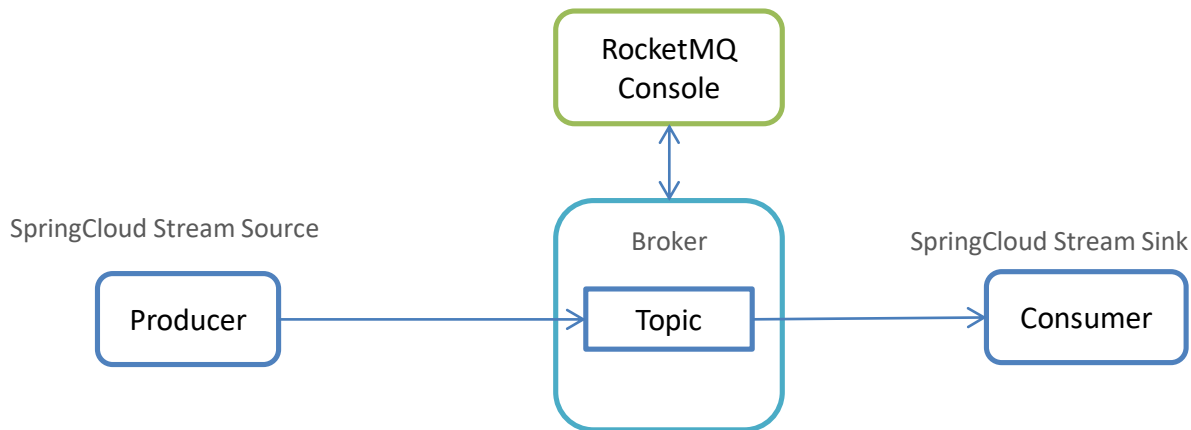 RocketMQ
Console
SpringCloud Stream Source
Broker
SpringCloud Stream Sink
Producer
Topic
Consumer